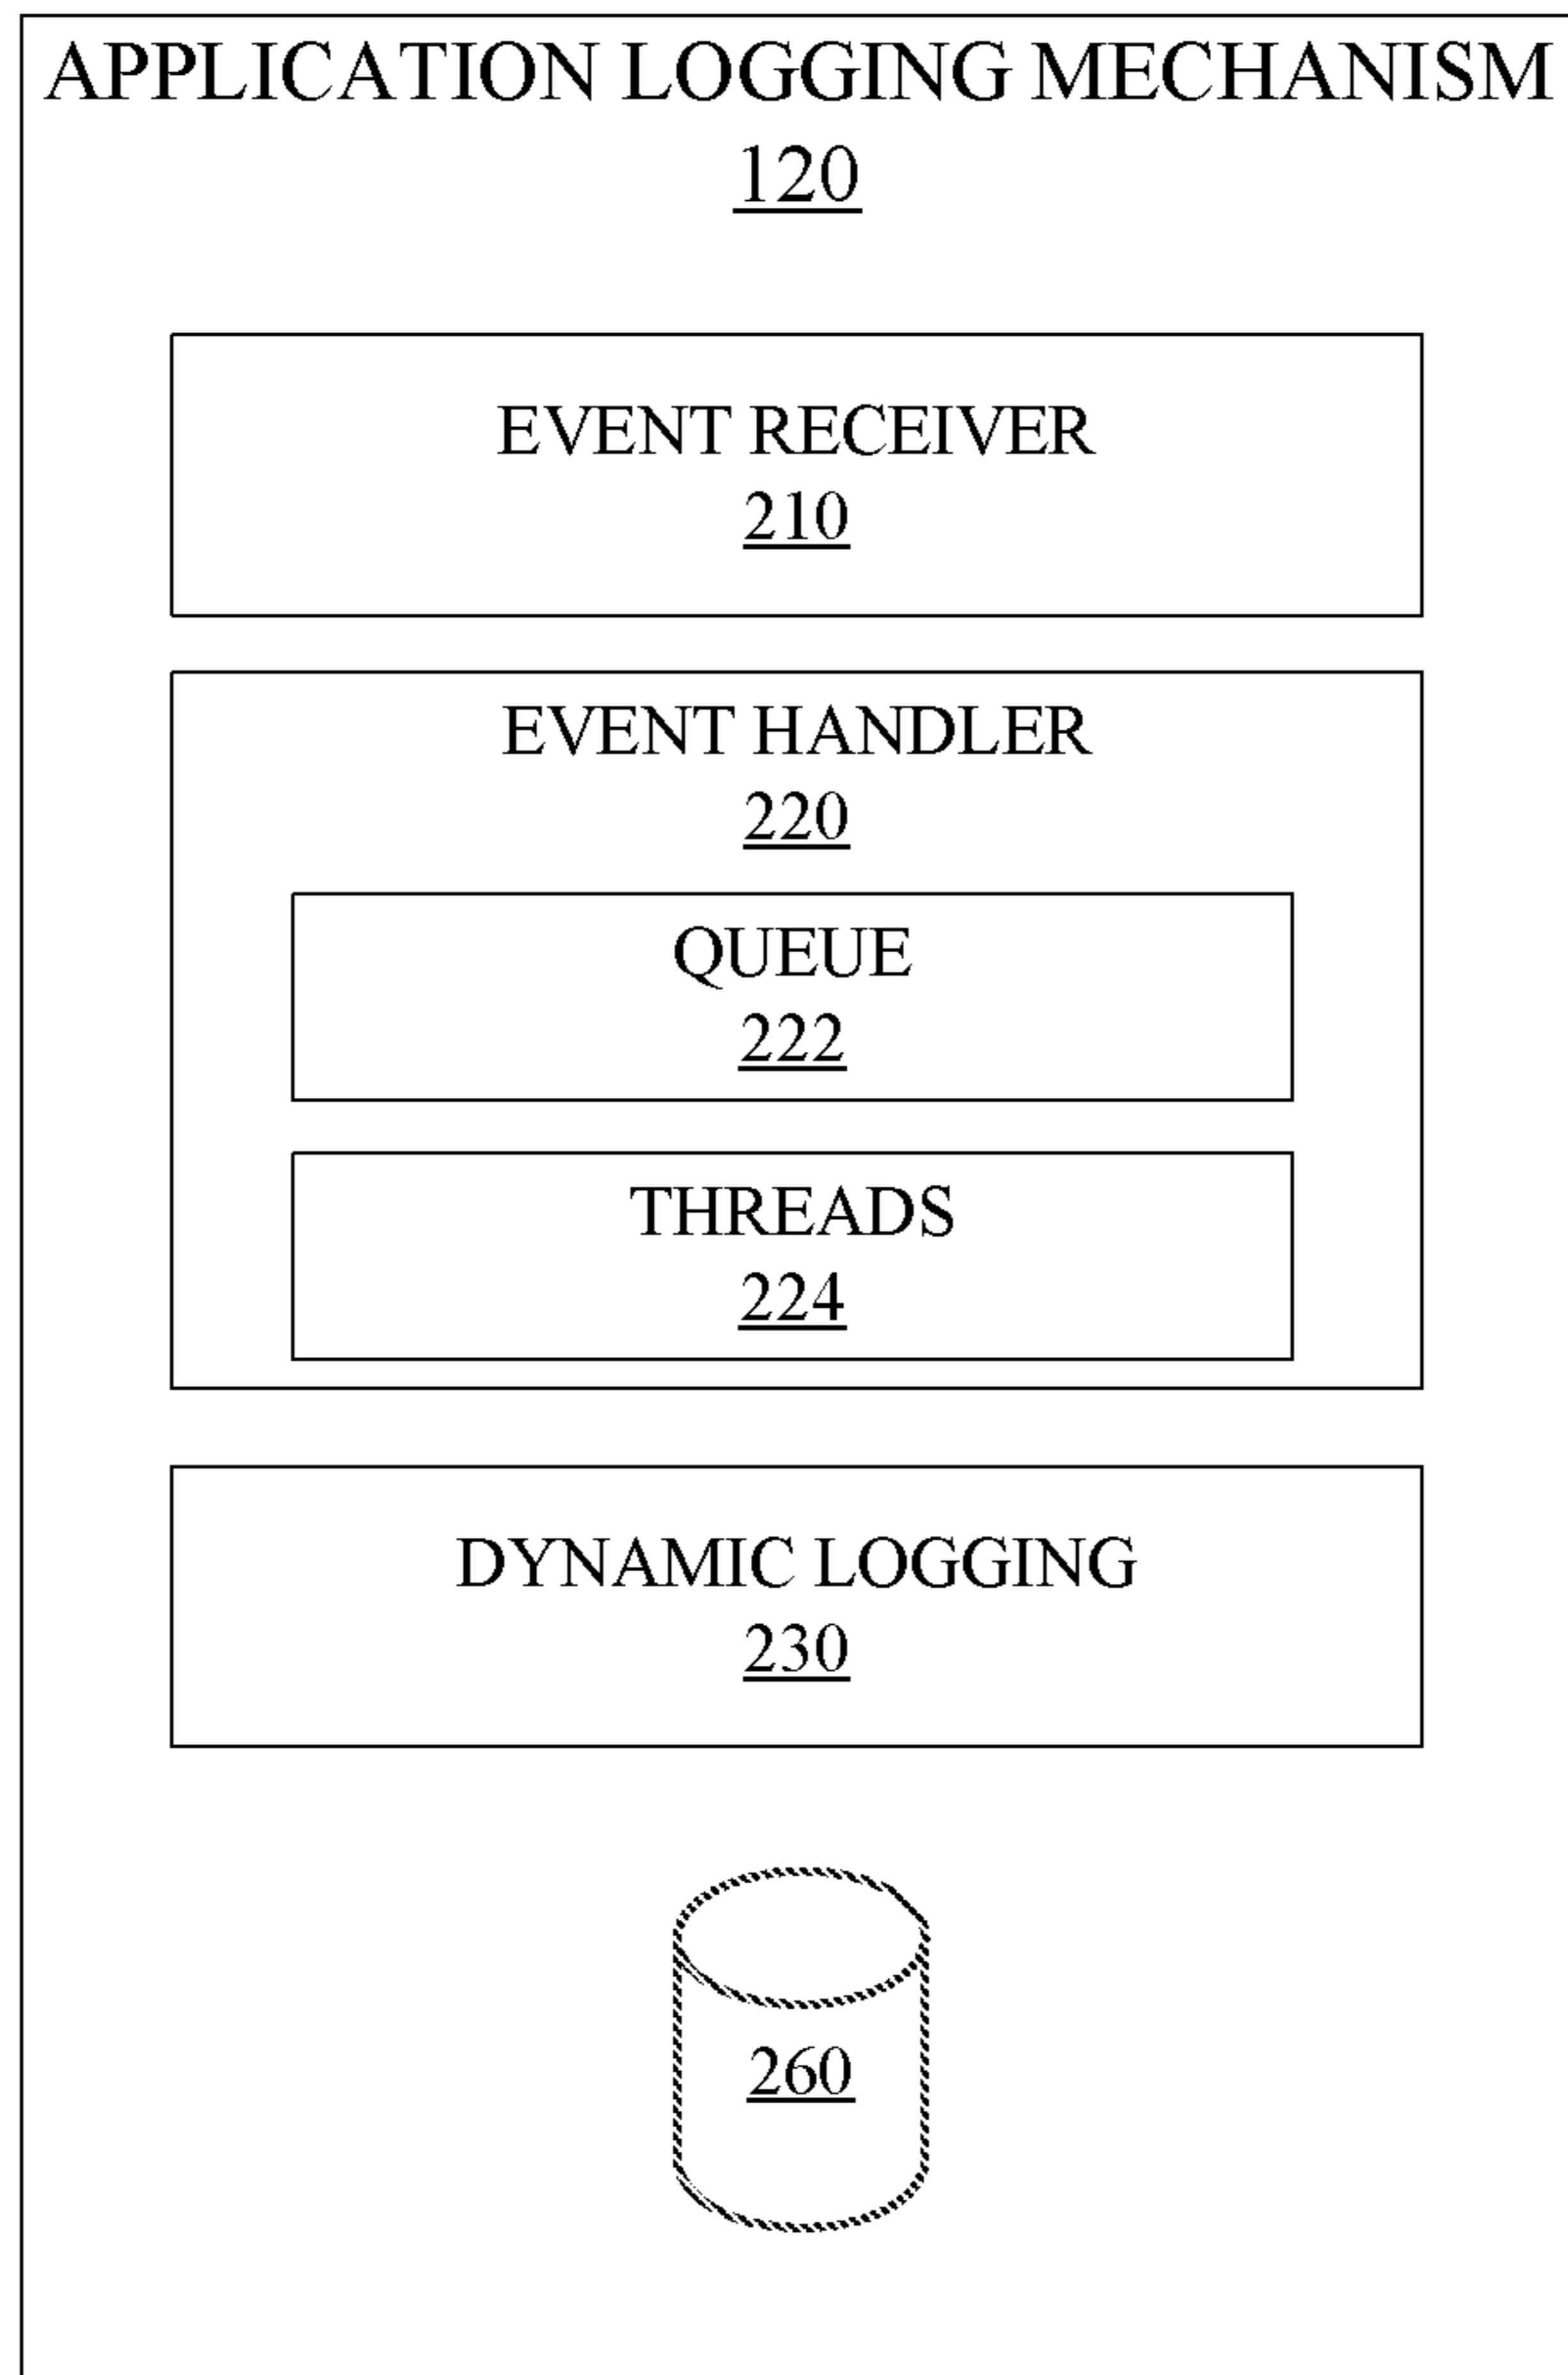 APPLICATION LOGGING MECHANISM
120
EVENT RECEIVER
210
EVENT HANDLER
220
QUEUE
222
THREADS
224
DYNAMIC LOGGING
230
260